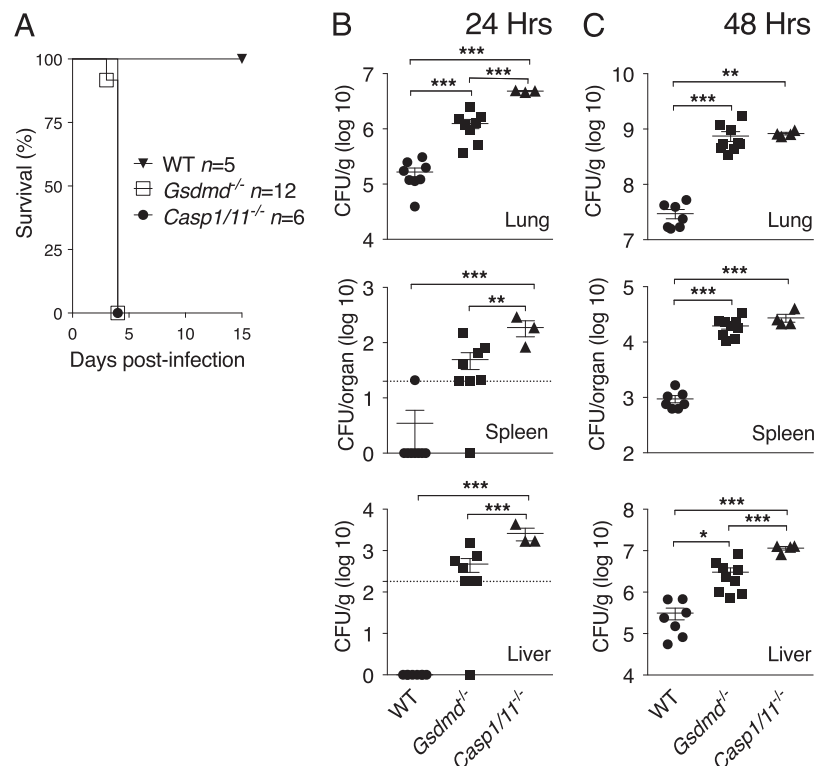 A
Survival (%)
100
75
50
25
0
0
5
10
15
Days post-infection
WT n=5
Gsdmd-/- n=12
Casp1/11-/- n=6
B
24 Hrs
CFU/g (log 10)
7
6
5
4
***
***
***
Lung
CFU/organ (log 10)
3
2
1
0
***
**
Spleen
CFU/g (log 10)
4
3
2
1
0
***
***
Liver
WT
Gsdmd-/-
Casp1/11-/-
C
48 Hrs
CFU/g (log 10)
10
9
8
7
**
***
Lung
CFU/organ (log 10)
5
4
3
2
***
***
Spleen
CFU/g (log 10)
8
7
6
5
4
***
***
*
Liver
WT
Gsdmd-/-
Casp1/11-/-